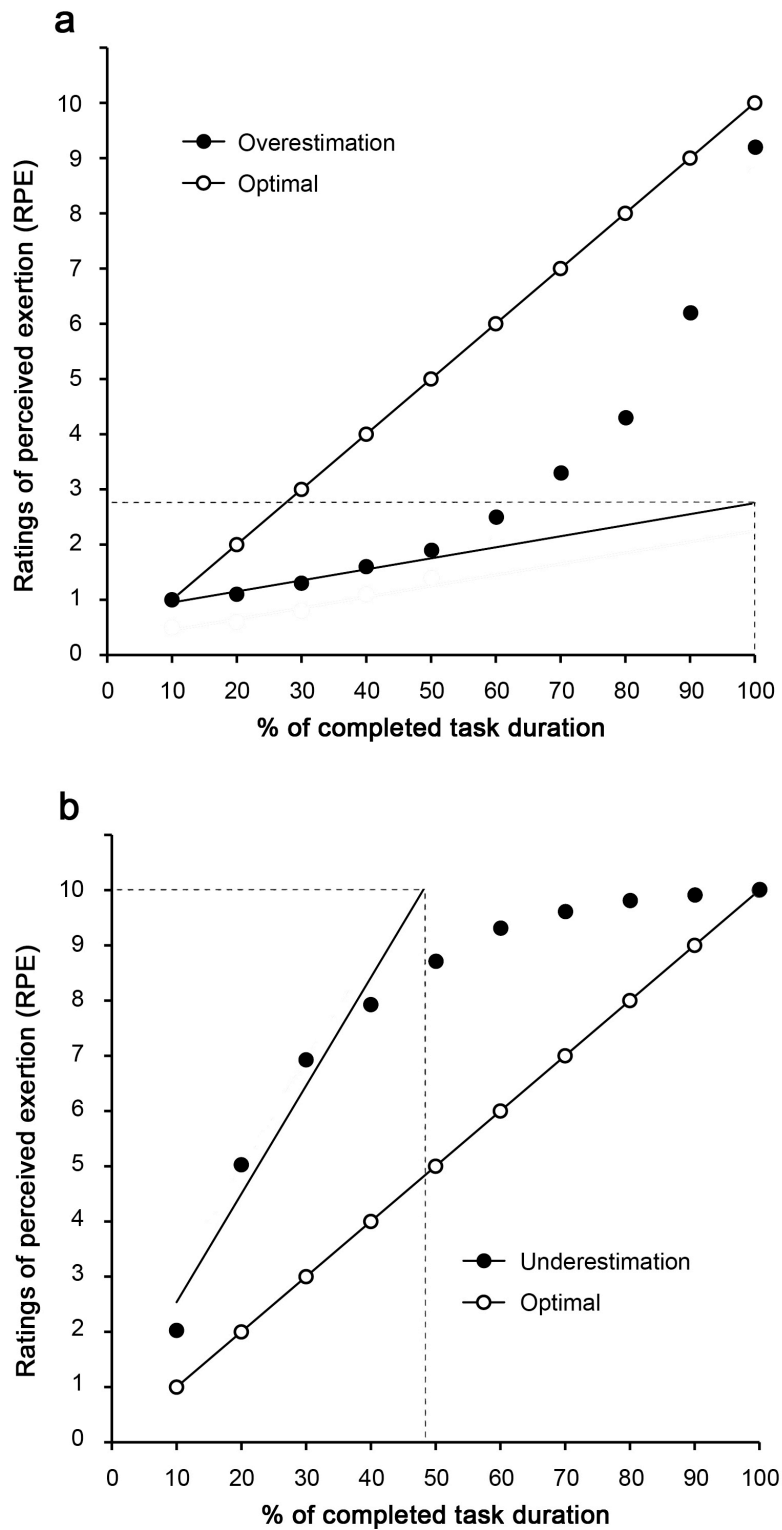 a
Ratings of perceived exertion (RPE)
10
9
8
7
6
5
4
3
2
1
0
Overestimation
Optimal
0 10 20 30 40 50 60 70 80 90 100
% of completed task duration
b
Ratings of perceived exertion (RPE)
10
9
8
7
6
5
4
3
2
1
0
Underestimation
Optimal
0 10 20 30 40 50 60 70 80 90 100
% of completed task duration